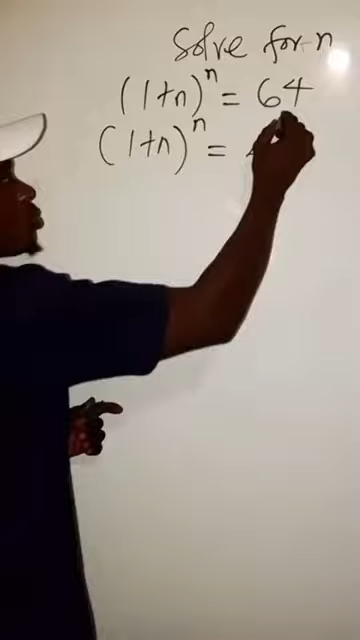 Solve for n
(1+n)ⁿ = 64
(1+n)ⁿ =